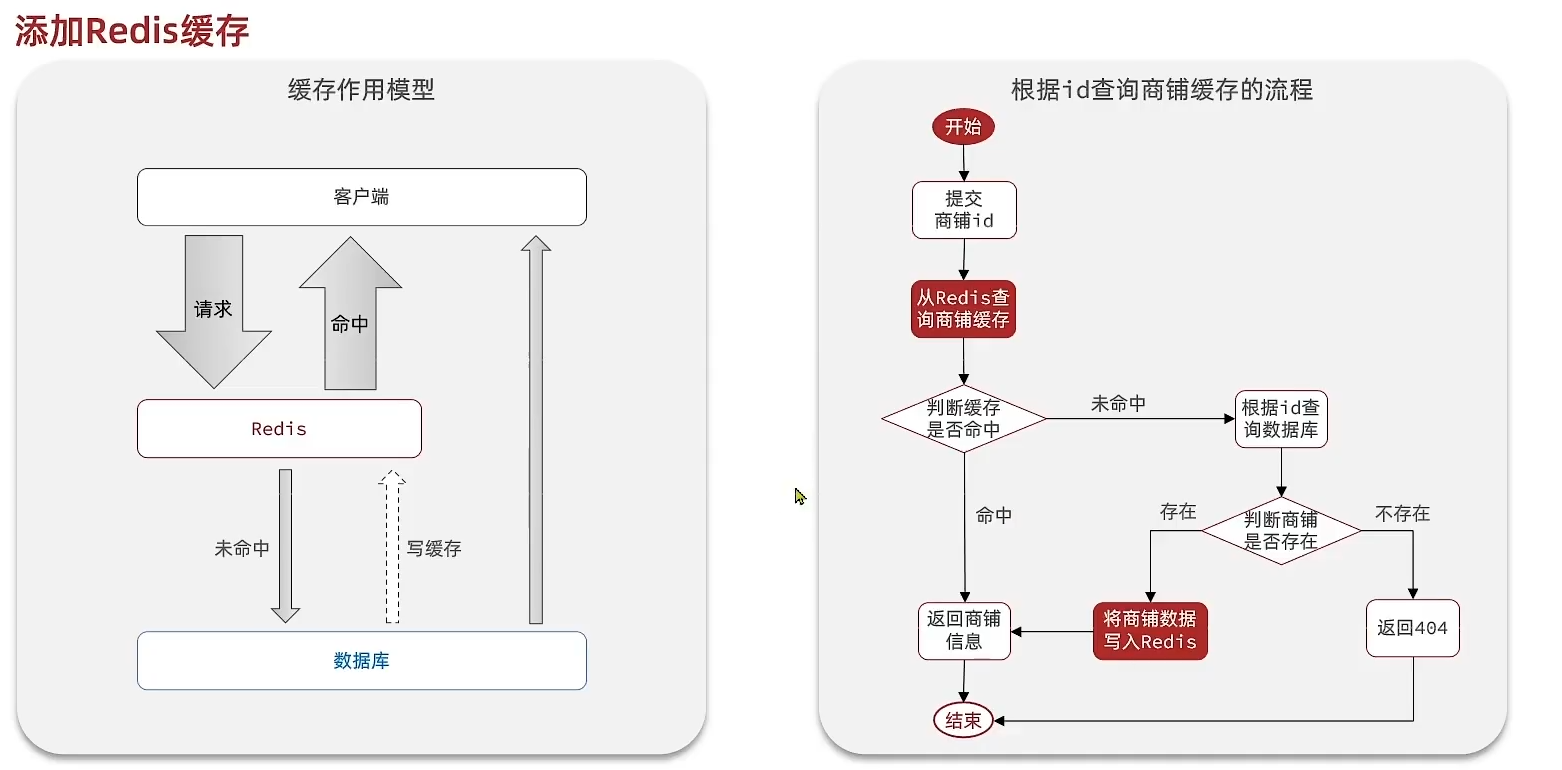 添加Redis缓存
缓存作用模型
客户端
请求
命中
Redis
未命中
写缓存
数据库
根据id查询商铺缓存的流程
开始
提交
商铺id
从Redis查
询商铺缓存
判断缓存
是否命中
未命中
根据id查
询数据库
命中
存在
判断商铺
是否存在
不存在
返回商铺
信息
将商铺数据
写入Redis
返回404
结束